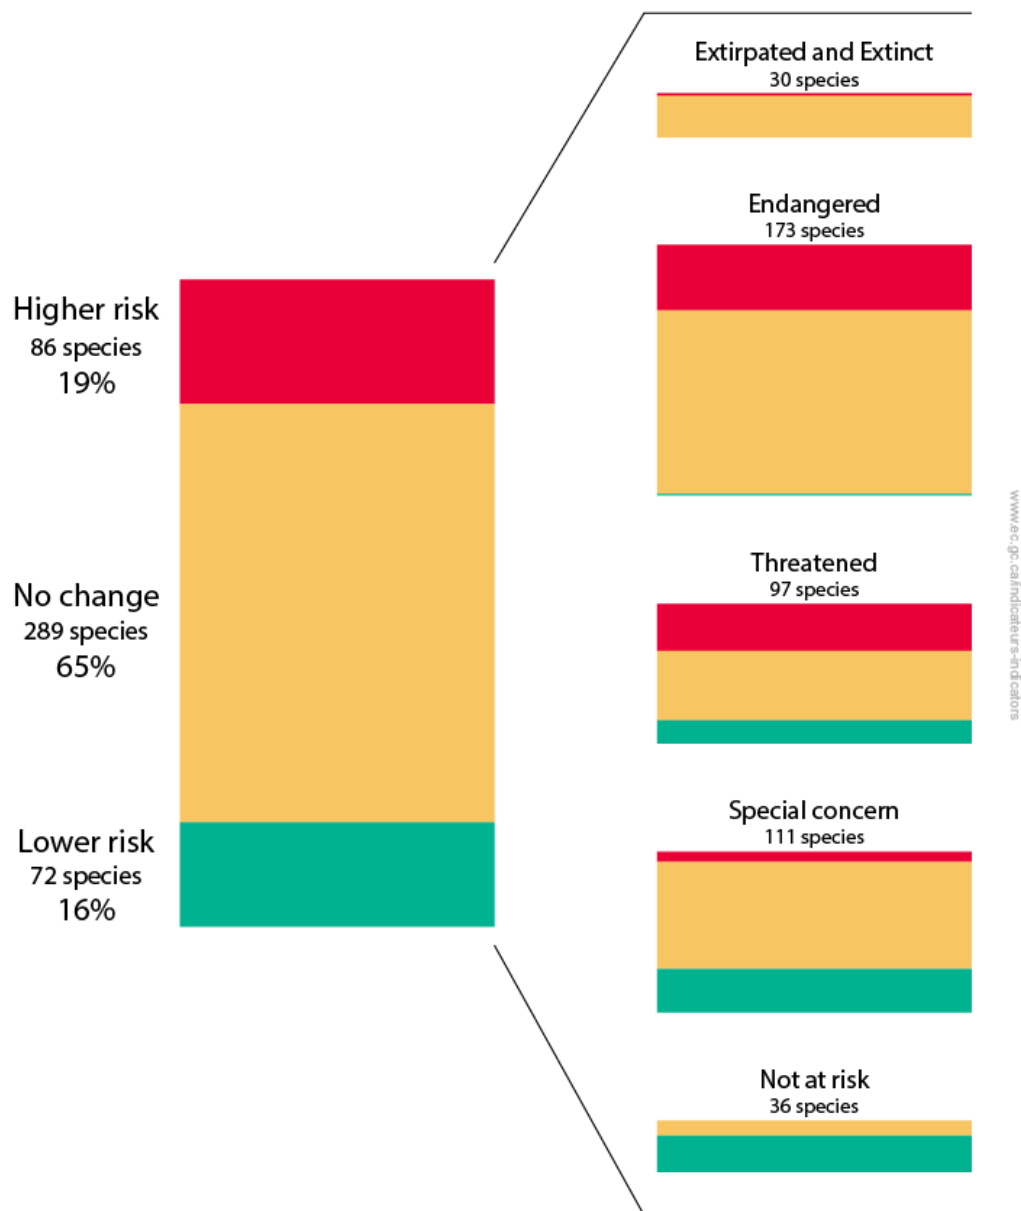 Higher risk
86 species
19%
No change
289 species
65%
Lower risk
72 species
16%
Extirpated and Extinct
30 species
Endangered
173 species
Threatened
97 species
Special concern
111 species
Not at risk
36 species
www.ec.gc.ca/indicateurs-indicators